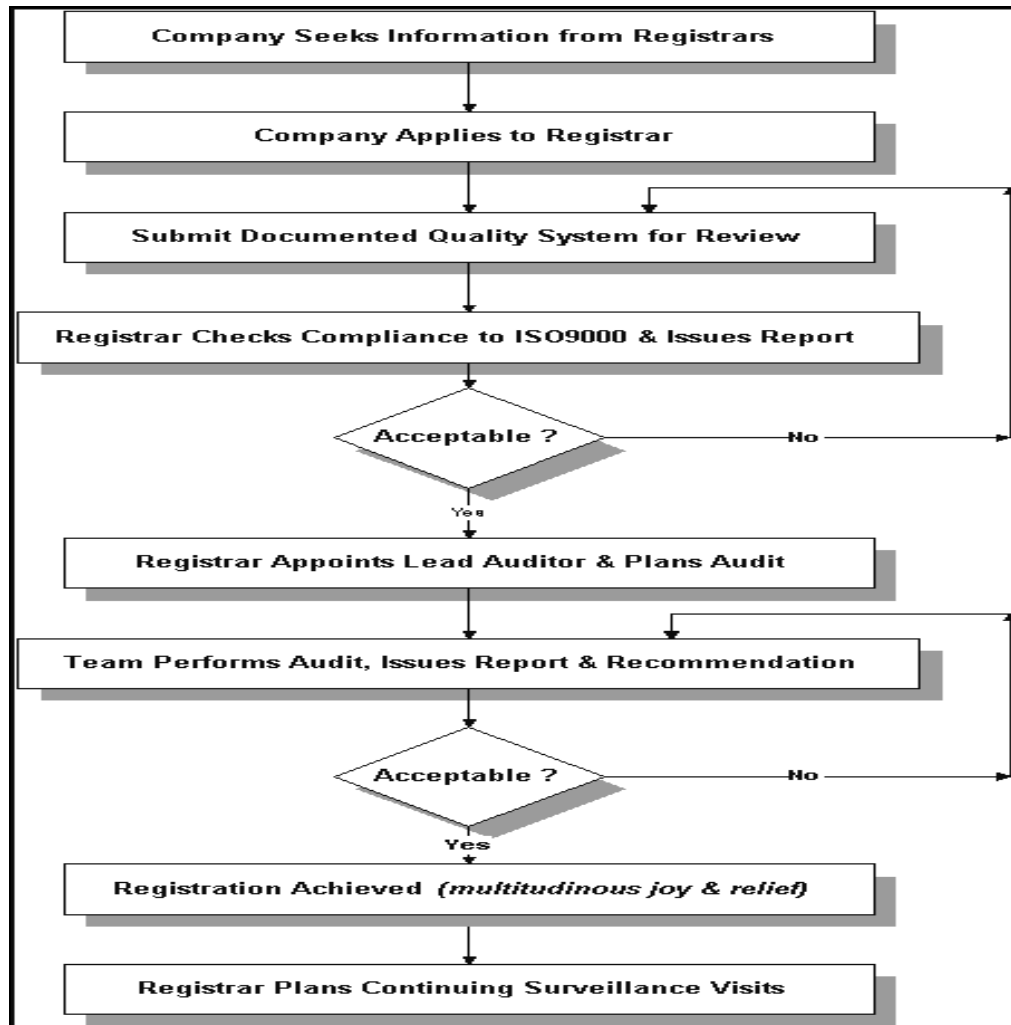 Company Seeks Information from Registrars
Company Applies to Registrar
Submit Documented Quality System for Review
Registrar Checks Compliance to ISO9000 & Issues Report
Acceptable ?
No
Yes
Registrar Appoints Lead Auditor & Plans Audit
Team Performs Audit, Issues Report & Recommendation
Acceptable ?
No
Yes
Registration Achieved (multitudinous joy & relief)
Registrar Plans Continuing Surveillance Visits